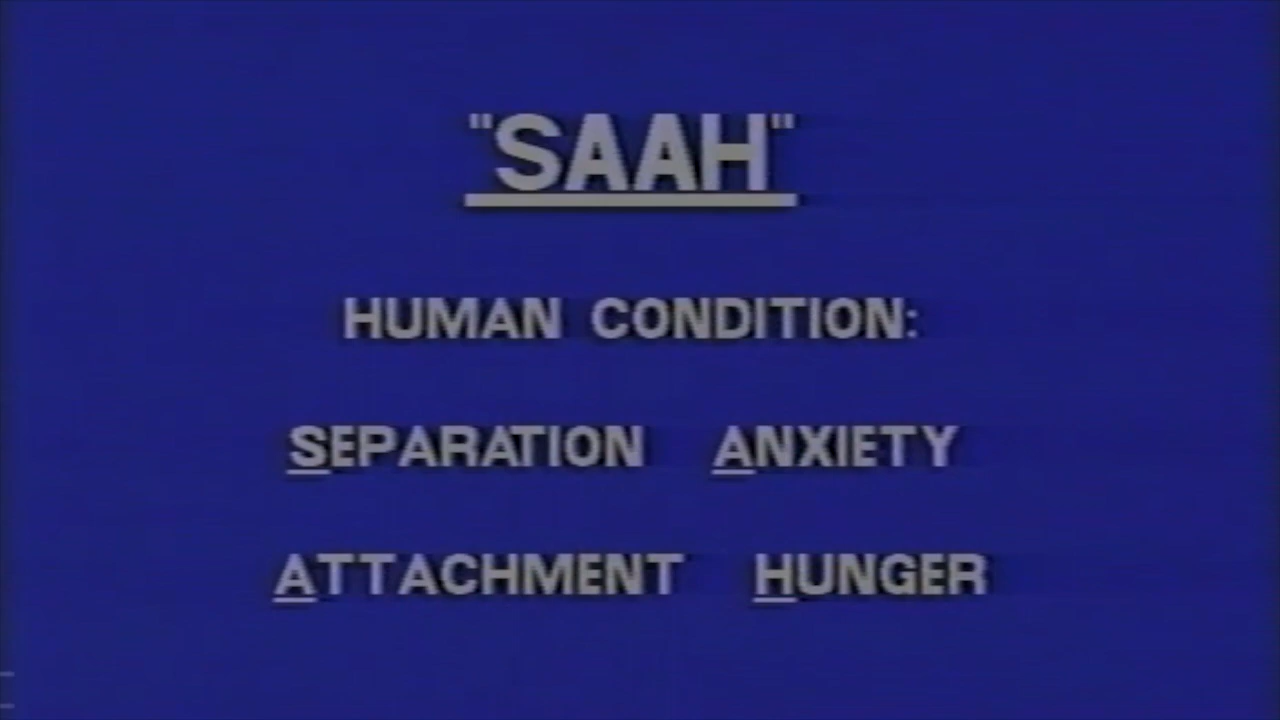 "SAAH"
HUMAN CONDITION:
SEPARATION ANXIETY
ATTACHMENT HUNGER